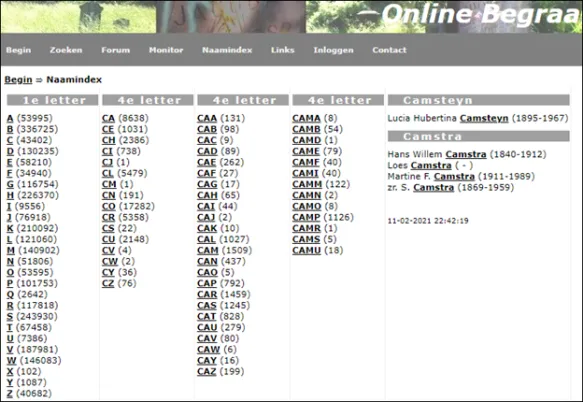 Online Begraa
Begin Zoeken Forum Monitor Naamindex Links Inloggen Contact
Begin ⇒ Naamindex
1e letter
A (53995)
B (336725)
C (43402)
D (130235)
E (58210)
F (34940)
G (116754)
H (226370)
I (9556)
J (76918)
K (210092)
L (121060)
M (140902)
N (51806)
O (53595)
P (101753)
Q (2642)
R (117818)
S (243930)
T (67458)
U (7386)
V (187981)
W (146083)
X (102)
Y (1087)
Z (40682)
4e letter
CA (8638)
CE (1031)
CH (2386)
CI (738)
CJ (1)
CL (5479)
CM (1)
CN (191)
CO (17282)
CR (5358)
CS (22)
CU (2148)
CV (4)
CW (2)
CY (36)
CZ (76)
4e letter
CAA (131)
CAB (98)
CAC (9)
CAD (89)
CAE (262)
CAF (27)
CAG (17)
CAH (65)
CAI (44)
CAJ (2)
CAK (10)
CAL (1027)
CAM (1509)
CAN (437)
CAO (5)
CAP (792)
CAR (1459)
CAS (1245)
CAT (828)
CAU (279)
CAV (80)
CAW (6)
CAY (16)
CAZ (199)
4e letter
CAMA (8)
CAMB (54)
CAMD (1)
CAME (79)
CAMF (40)
CAMI (40)
CAMM (122)
CAMN (2)
CAMO (8)
CAMP (1126)
CAMR (1)
CAMS (5)
CAMU (18)
Camsteyn
Lucia Hubertina Camsteyn (1895-1967)
Camstra
Hans Willem Camstra (1840-1912)
Loes Camstra ( - )
Martine F. Camstra (1911-1989)
zr. S. Camstra (1869-1959)
11-02-2021 22:42:19